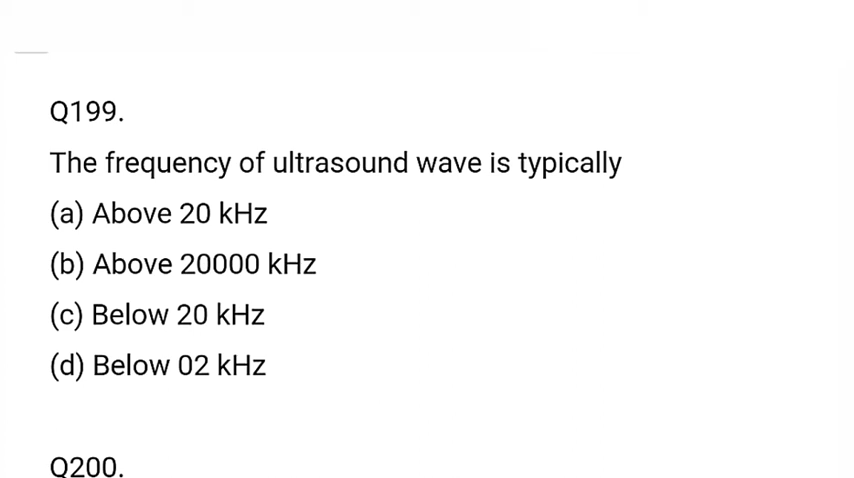 Q199.
The frequency of ultrasound wave is typically
(a) Above 20 kHz
(b) Above 20000 kHz
(c) Below 20 kHz
(d) Below 02 kHz
Q200.